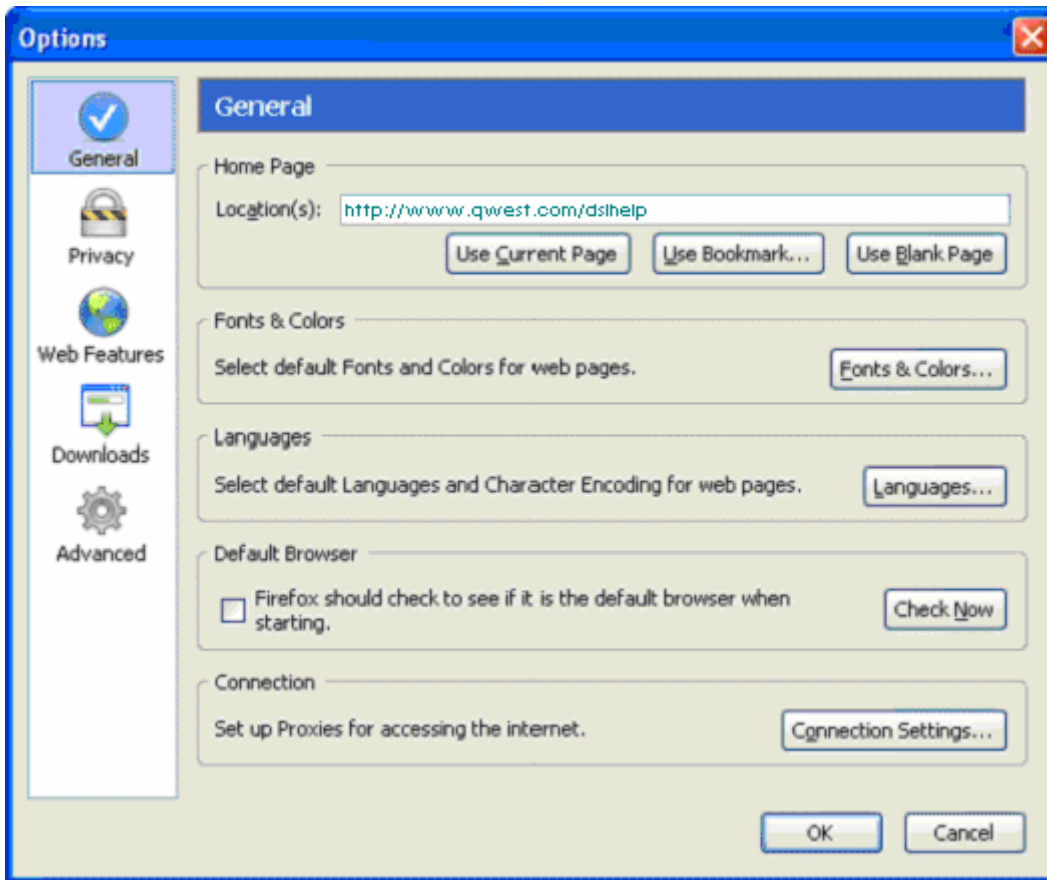 Options
General
Privacy
Web Features
Downloads
Advanced
General
Home Page
Location(s): http://www.qwest.com/dslhelp
Use Current Page Use Bookmark... Use Blank Page
Fonts & Colors
Select default Fonts and Colors for web pages. Fonts & Colors...
Languages
Select default Languages and Character Encoding for web pages. Languages...
Default Browser
Firefox should check to see if it is the default browser when
starting.
Check Now
Connection
Set up Proxies for accessing the internet. Connection Settings...
OK Cancel